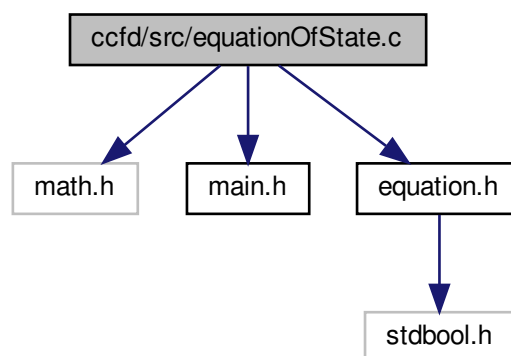 ccfd/src/equationOfState.c
math.h
main.h
equation.h
stdbool.h